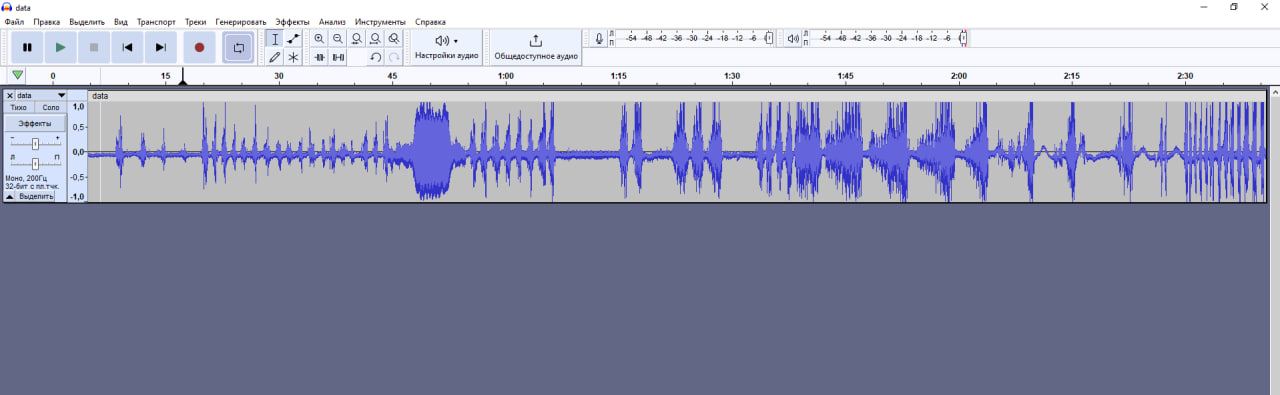 data
Файл Правка Выделить Вид Транспорт Треки Генерировать Эффекты Анализ Инструменты Справка
Настройки аудио
Общедоступное аудио
Л
П
-54 -48 -42 -36 -30 -24 -18 -12 -6 0
Л
П
-54 -48 -42 -36 -30 -24 -18 -12 -6 0
0 15 30 45 1:00 1:15 1:30 1:45 2:00 2:15 2:30
data
Тихо Соло
Эффекты
- +
Л П
Моно, 200Гц
32-бит с пл.тчк.
Выделить
1,0
0,5-
0,0-
-0,5-
-1,0
data